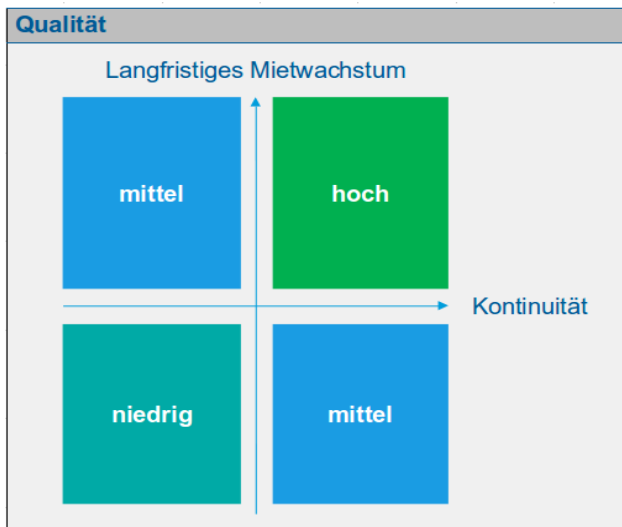 Qualität
Langfristiges Mietwachstum
mittel
hoch
Kontinuität
niedrig
mittel